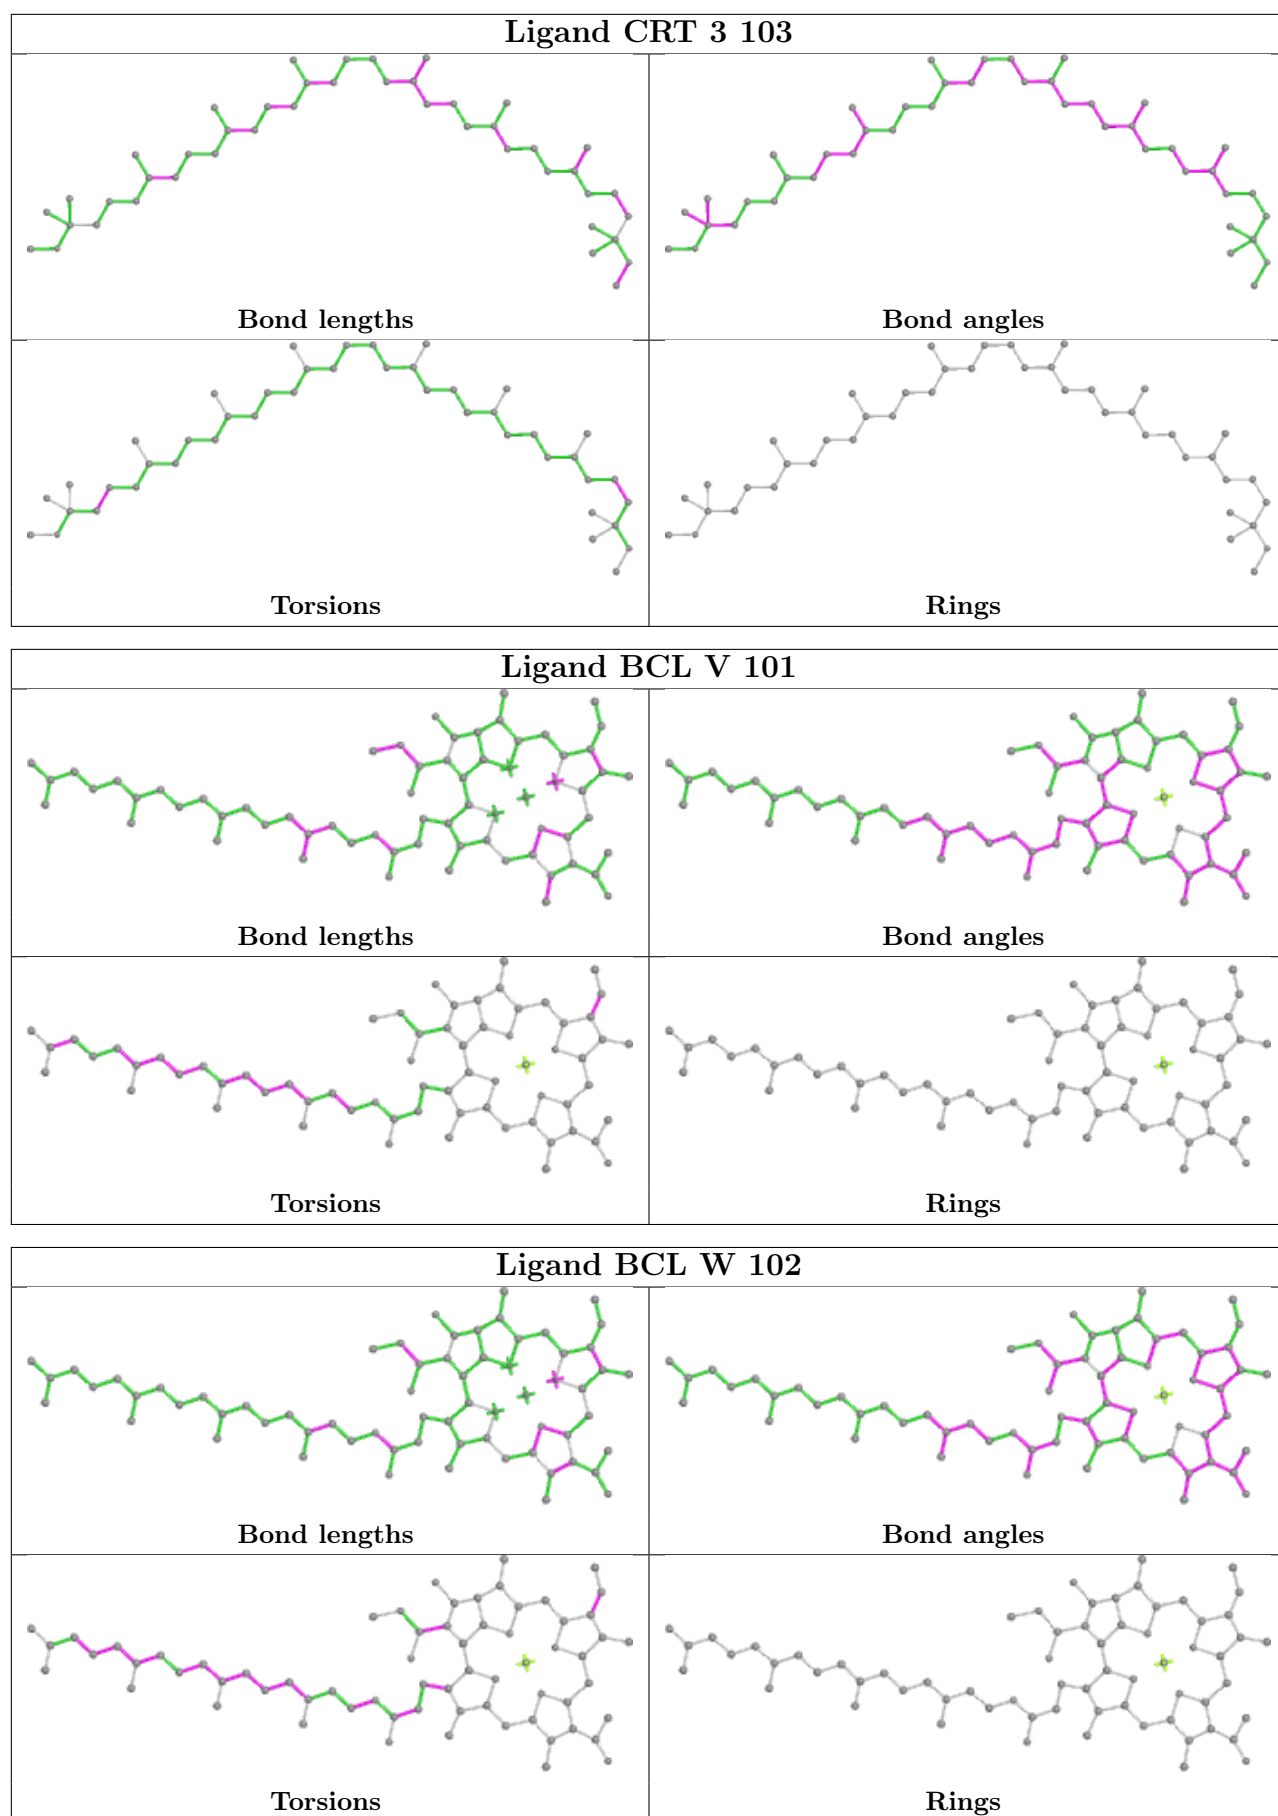 Ligand CRT 3 103
Bond lengths
Bond angles
Torsions
Rings
Ligand BCL V 101
Bond lengths
Bond angles
Torsions
Rings
Ligand BCL W 102
Bond lengths
Bond angles
Torsions
Rings